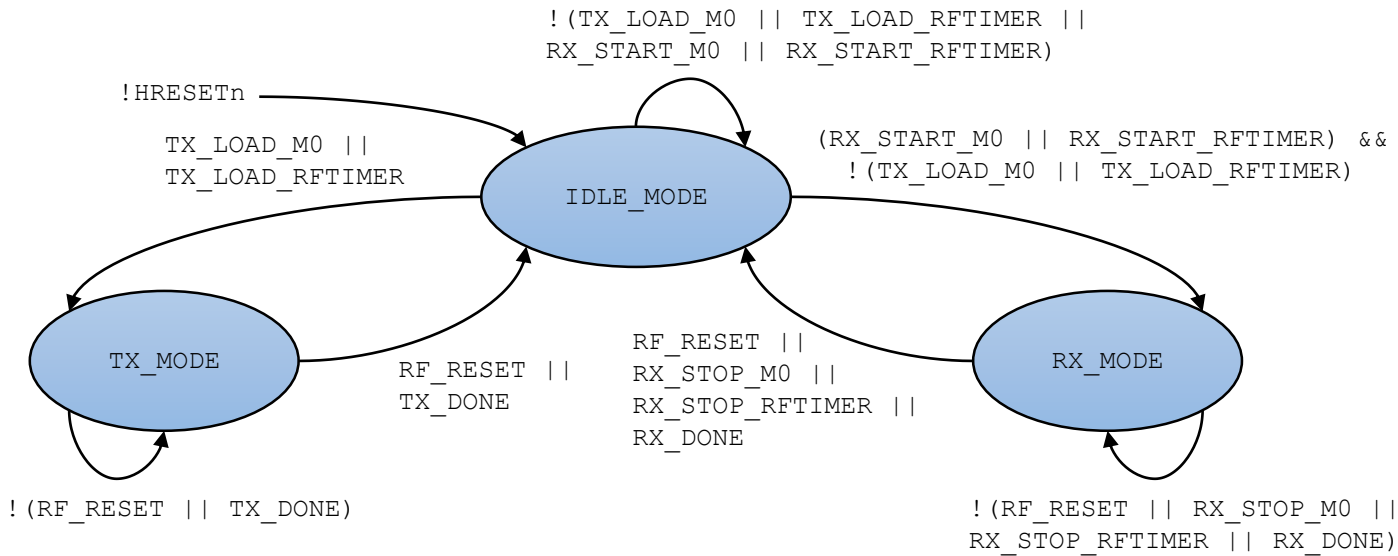 !(TX_LOAD_M0 || TX_LOAD_RFTIMER ||
RX_START_M0 || RX_START_RFTIMER)
!HRESETn
TX_LOAD_M0 ||
TX_LOAD_RFTIMER
(RX_START_M0 || RX_START_RFTIMER) &&
!(TX_LOAD_M0 || TX_LOAD_RFTIMER)
IDLE_MODE
TX_MODE
RF_RESET ||
TX_DONE
RF_RESET ||
RX_STOP_M0 ||
RX_STOP_RFTIMER ||
RX_DONE
RX_MODE
!(RF_RESET || TX_DONE)
!(RF_RESET || RX_STOP_M0 ||
RX_STOP_RFTIMER || RX_DONE)